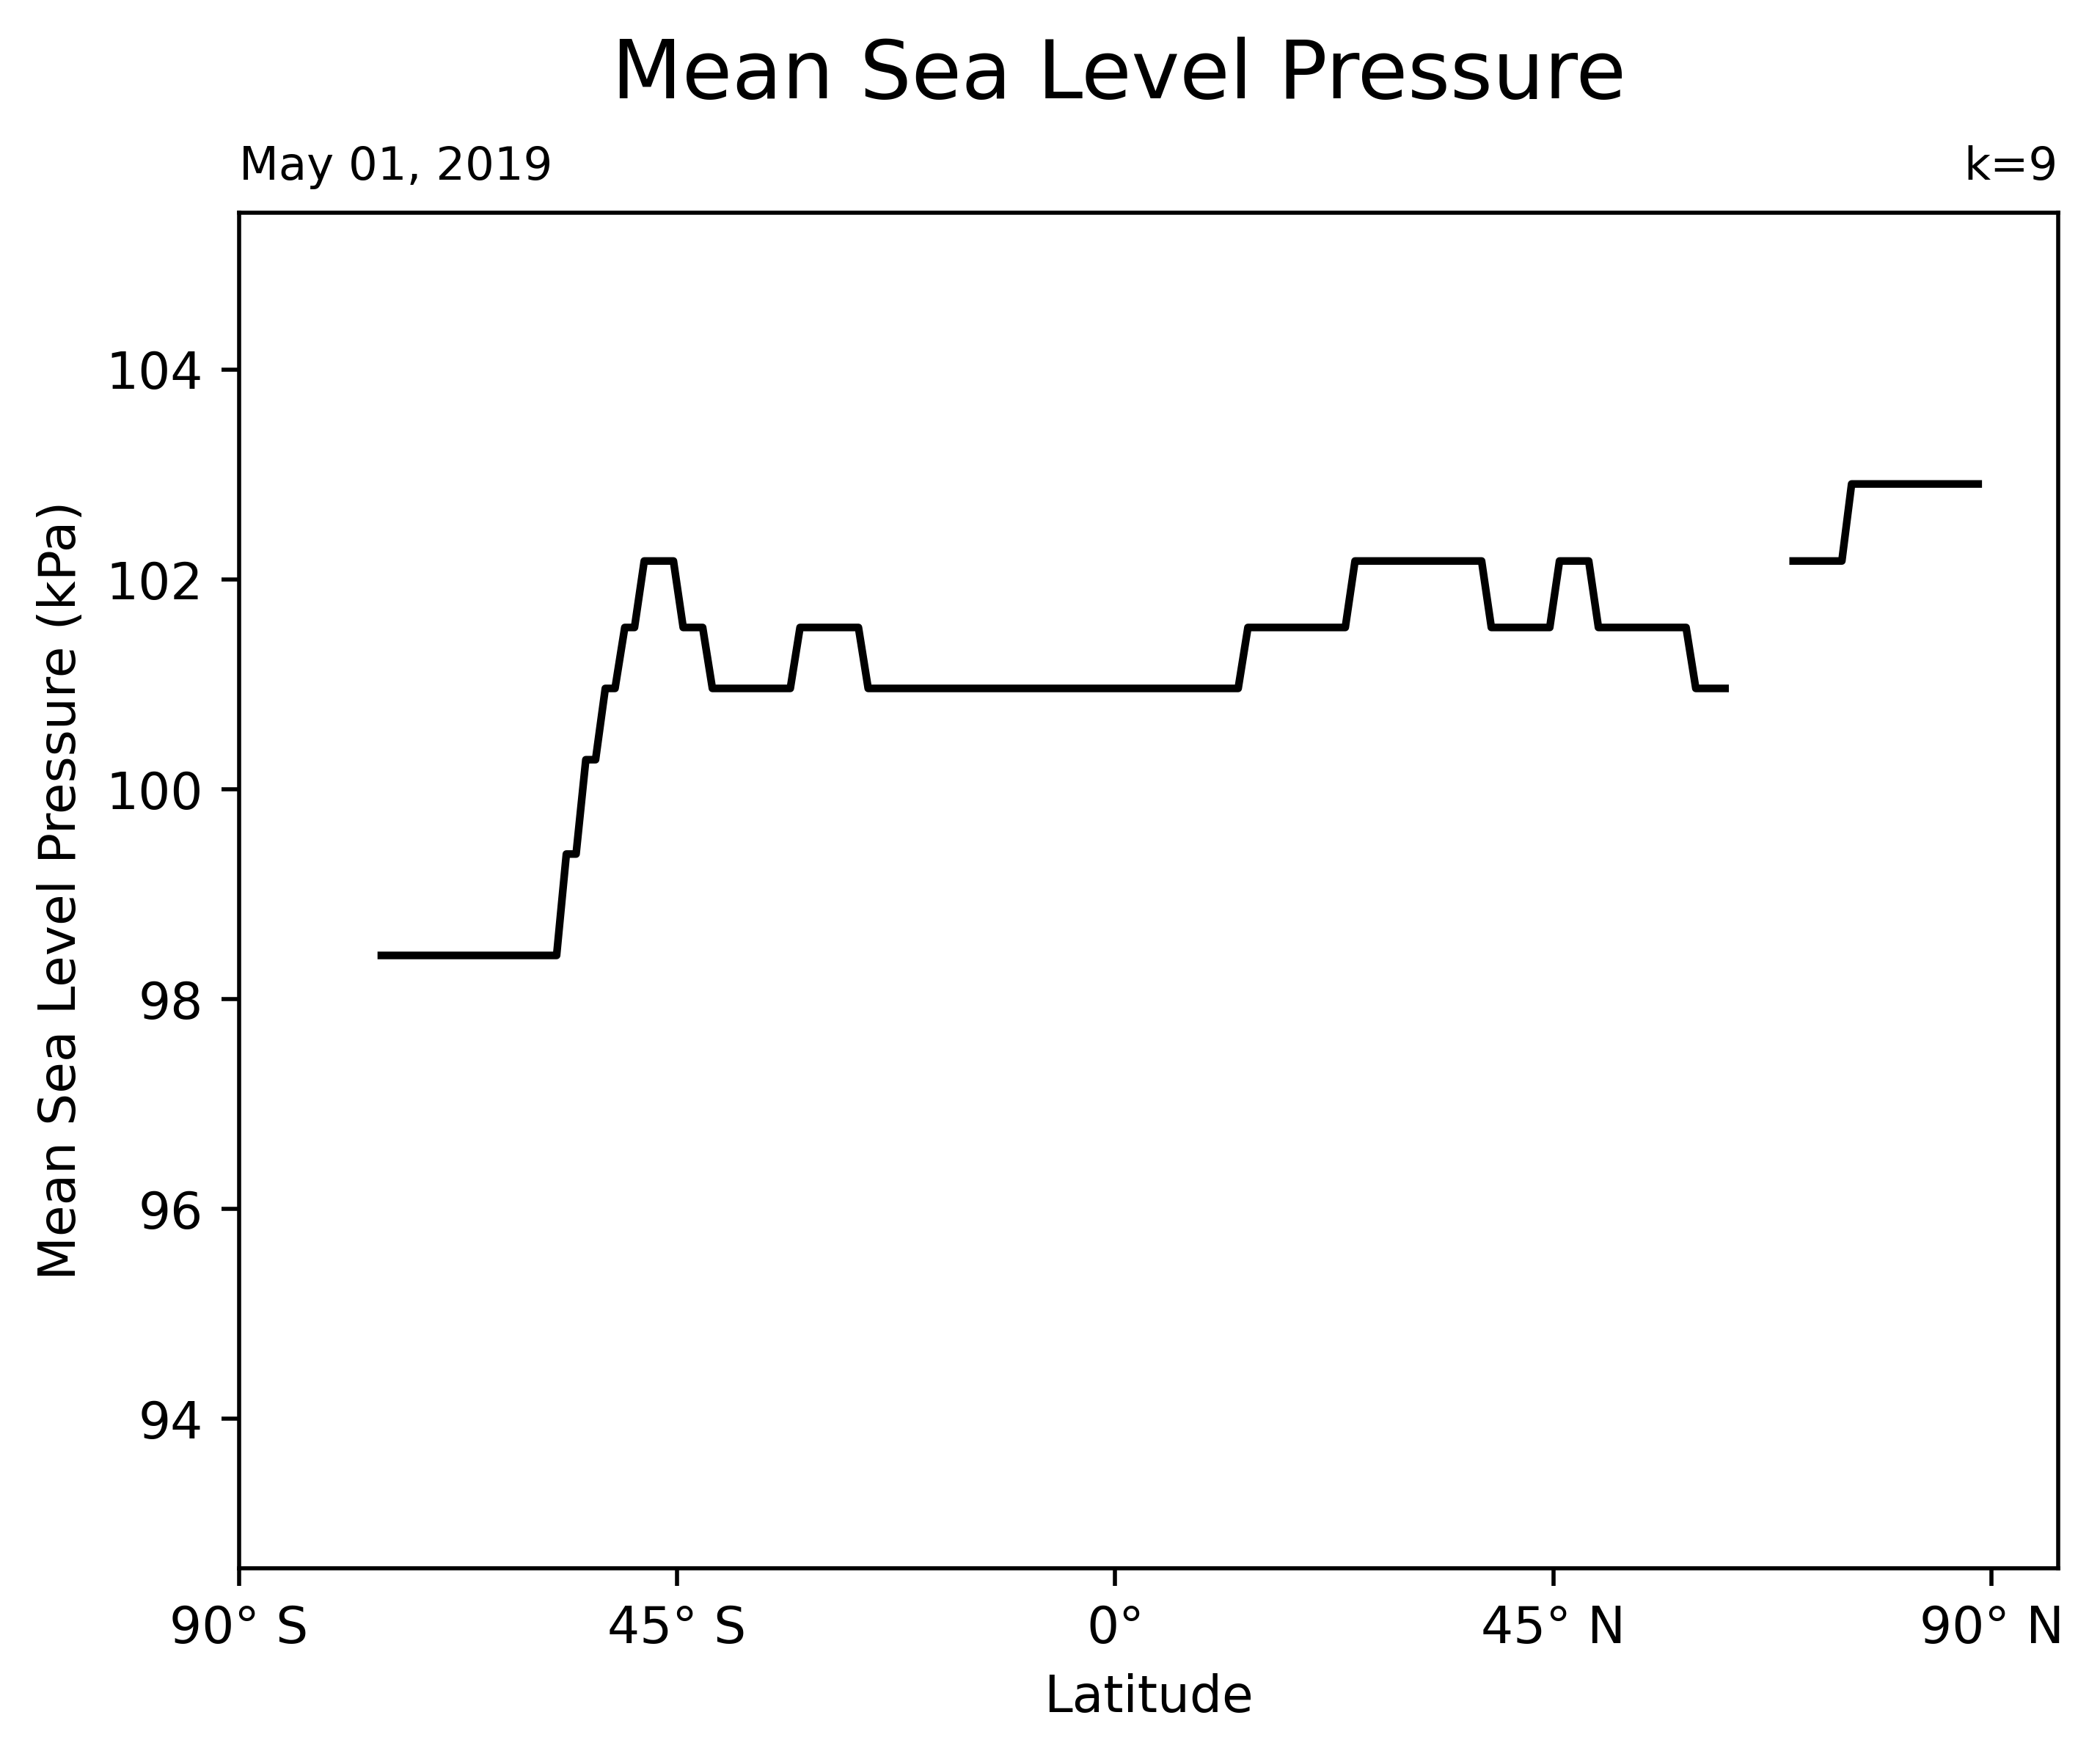 Mean Sea Level Pressure
May 01, 2019
k=9
Mean Sea Level Pressure (kPa)
104
102
100
98
96
94
90° S
45° S
0°
45° N
90° N
Latitude